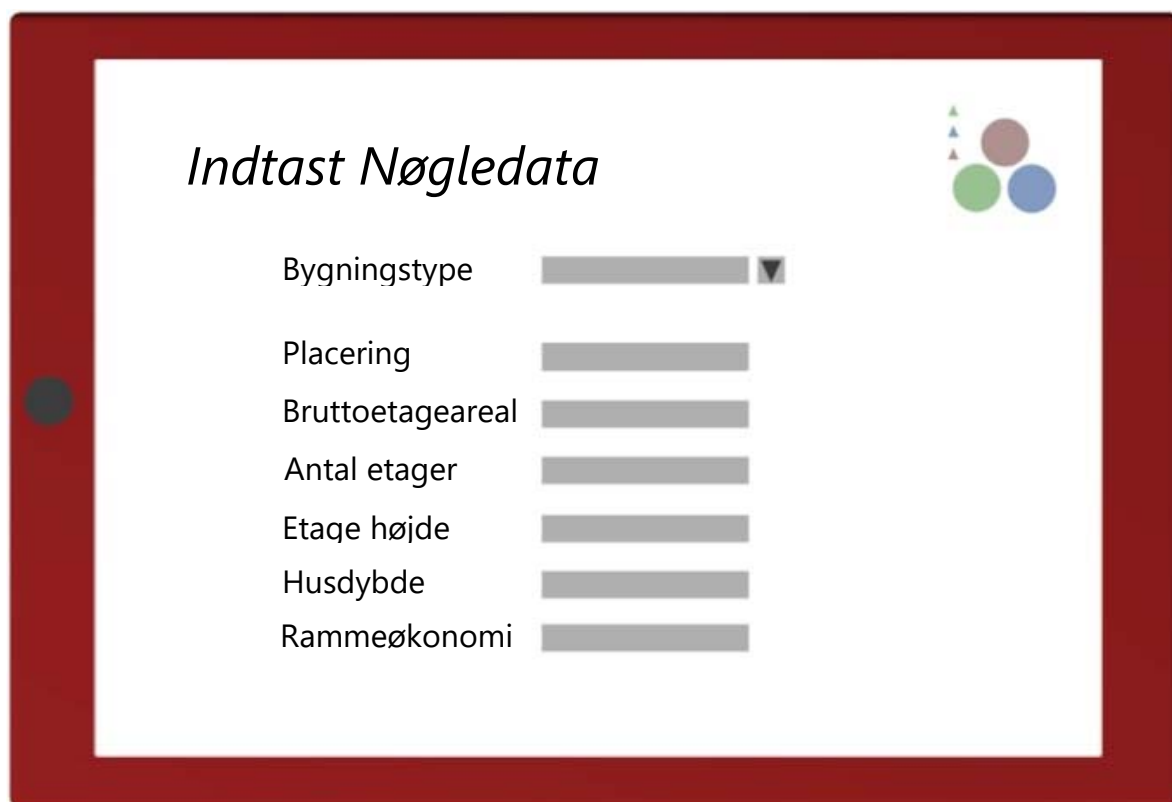 Indtast Nøgledata
Bygningstype
Placering
Bruttoetageareal
Antal etager
Etage højde
Husdybde
Rammeøkonomi